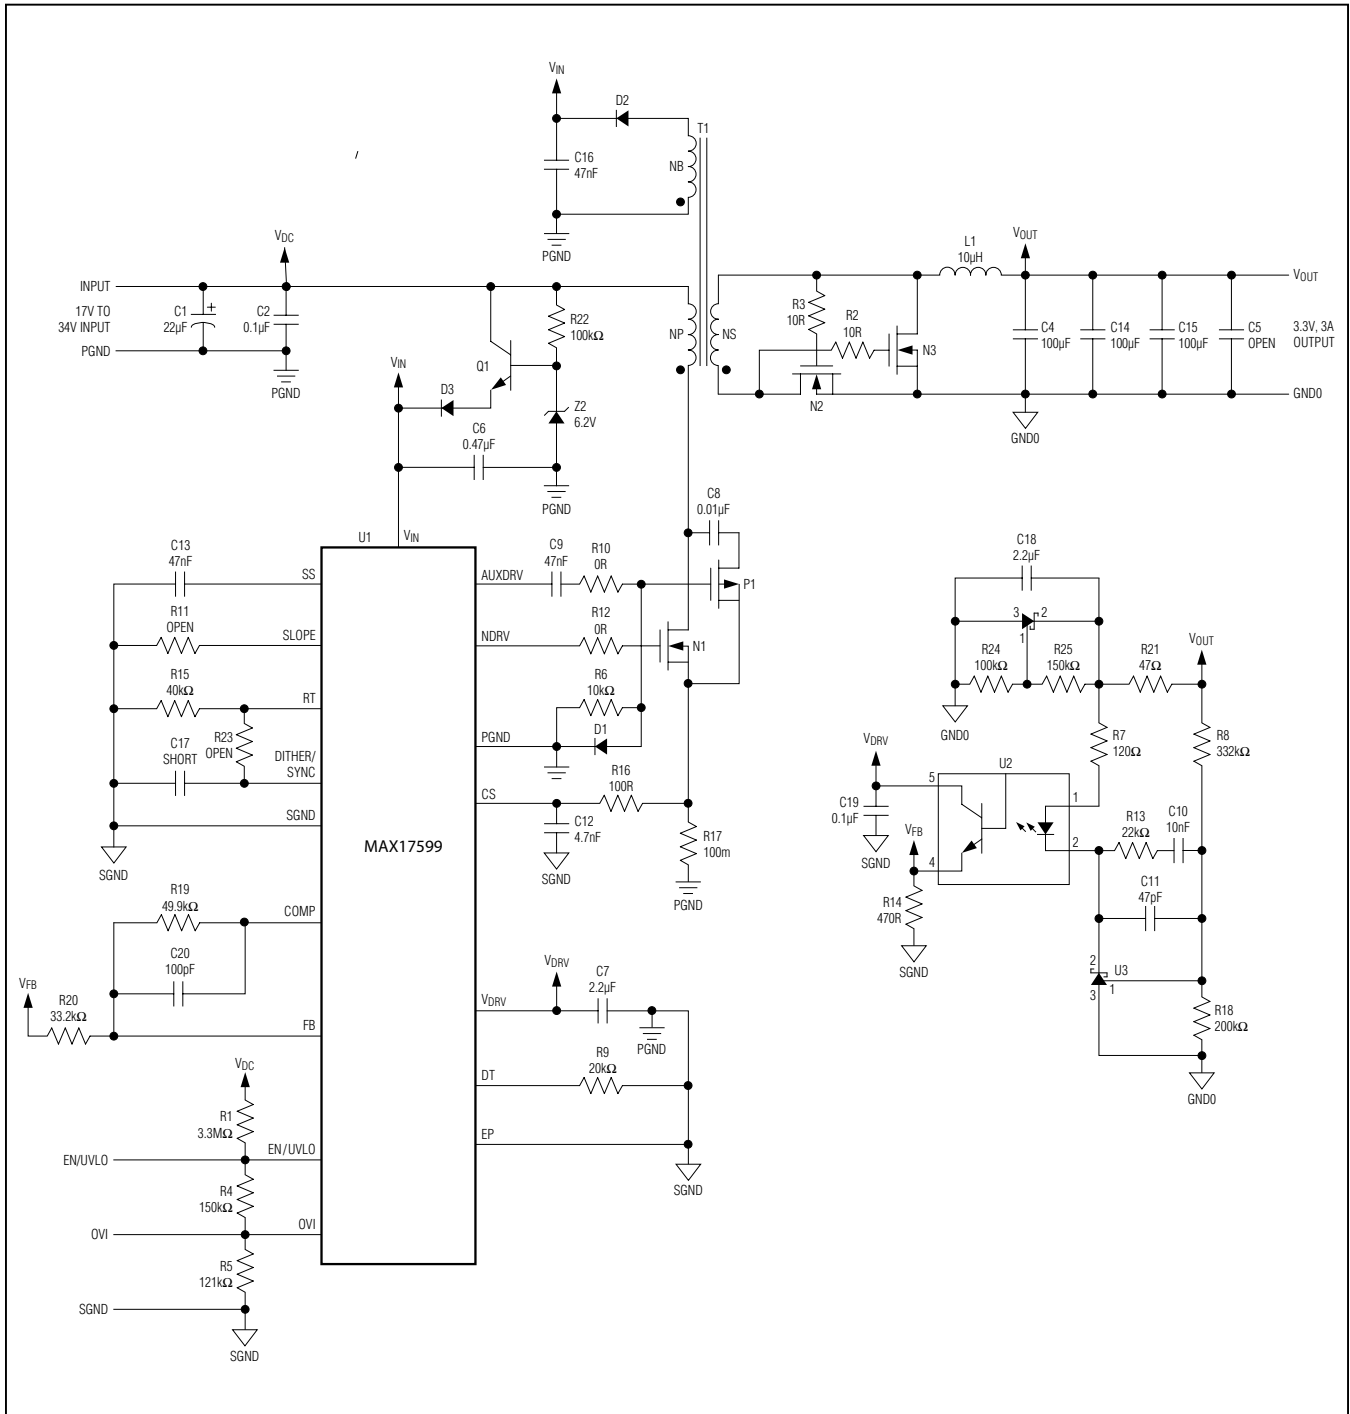 VIN
D2
T1
C16
47nF
NB
PGND
VDC
INPUT
17V TO
34V INPUT
PGND
C1
22µF
+
C2
0.1µF
PGND
R22
100kΩ
Q1
VIN
D3
Z2
6.2V
C6
0.47µF
PGND
NP
NS
R3
10R
R2
10R
N3
N2
L1
10µH
VOUT
VOUT
C4
100µF
C14
100µF
C15
100µF
C5
OPEN
3.3V, 3A
OUTPUT
GND0
GND0
U1
VIN
C8
0.01µF
P1
C13
47nF
SS
R11
OPEN
SLOPE
R15
40kΩ
RT
C17
SHORT
R23
OPEN
DITHER/
SYNC
SGND
SGND
MAX17599
AUXDRV
C9
47nF
R10
0R
NDRV
R12
0R
N1
R6
10kΩ
PGND
D1
CS
R16
100R
C12
4.7nF
SGND
R17
100m
PGND
R19
49.9kΩ
COMP
C20
100pF
VFB
R20
33.2kΩ
FB
VDRV
VDRV
C7
2.2µF
PGND
DT
R9
20kΩ
EP
SGND
VDC
R1
3.3MΩ
EN/UVLO
EN/UVLO
R4
150kΩ
OVI
OVI
R5
121kΩ
SGND
SGND
C18
2.2µF
3
2
1
R24
100kΩ
R25
150kΩ
R21
47Ω
VOUT
GND0
R7
120Ω
R8
332kΩ
VDRV
U2
5
1
C19
0.1µF
SGND
VFB
4
2
R13
22kΩ
C10
10nF
C11
47pF
R14
470R
SGND
2
U3
3
1
R18
200kΩ
GND0